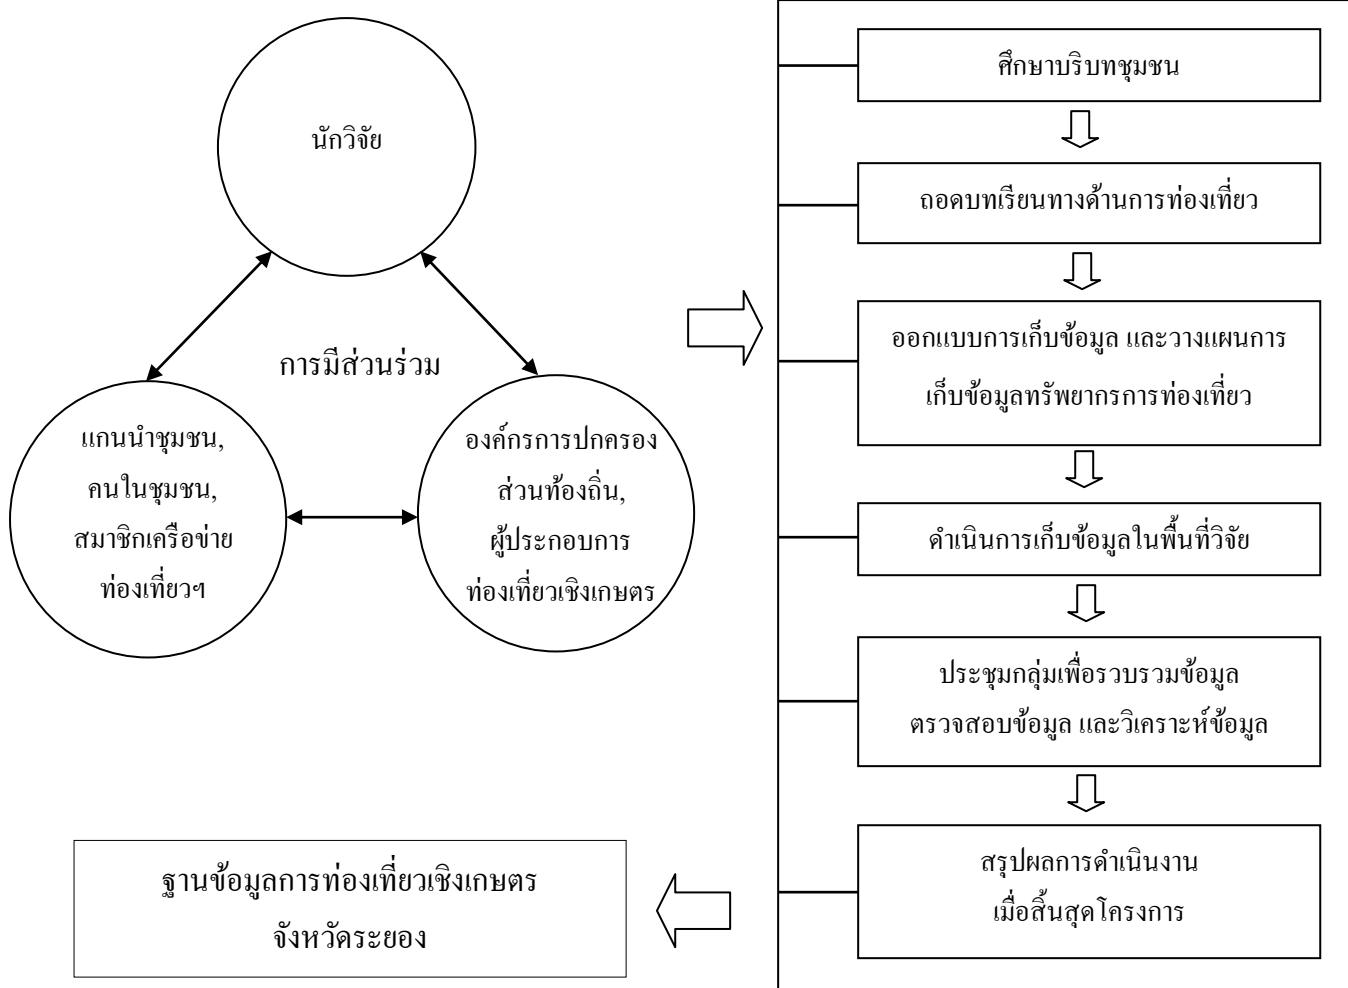 นักวิจัย
การมีส่วนร่วม
แกนนำชุมชน,
คนในชุมชน,
สมาชิกเครือข่าย
ท่องเที่ยวฯ
องค์กรการปกครอง
ส่วนท้องถิ่น,
ผู้ประกอบการ
ท่องเที่ยวเชิงเกษตร
ศึกษาบริบทชุมชน
ถอดบทเรียนทางด้านการท่องเที่ยว
ออกแบบการเก็บข้อมูล และวางแผนการ
เก็บข้อมูลทรัพยากรการท่องเที่ยว
ดำเนินการเก็บข้อมูลในพื้นที่วิจัย
ประชุมกลุ่มเพื่อรวบรวมข้อมูล
ตรวจสอบข้อมูล และวิเคราะห์ข้อมูล
สรุปผลการดำเนินงาน
เมื่อสิ้นสุดโครงการ
ฐานข้อมูลการท่องเที่ยวเชิงเกษตร
จังหวัดระยอง